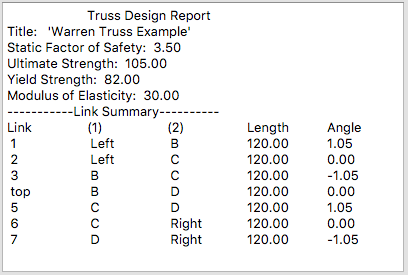 Truss Design Report
Title:   'Warren Truss Example'
Static Factor of Safety:  3.50
Ultimate Strength:  105.00
Yield Strength:  82.00
Modulus of Elasticity:  30.00
-----------Link Summary----------
Link (1) (2) Length Angle
1 Left B 120.00 1.05
2 Left C 120.00 0.00
3 B C 120.00 -1.05
top B D 120.00 0.00
5 C D 120.00 1.05
6 C Right 120.00 0.00
7 D Right 120.00 -1.05